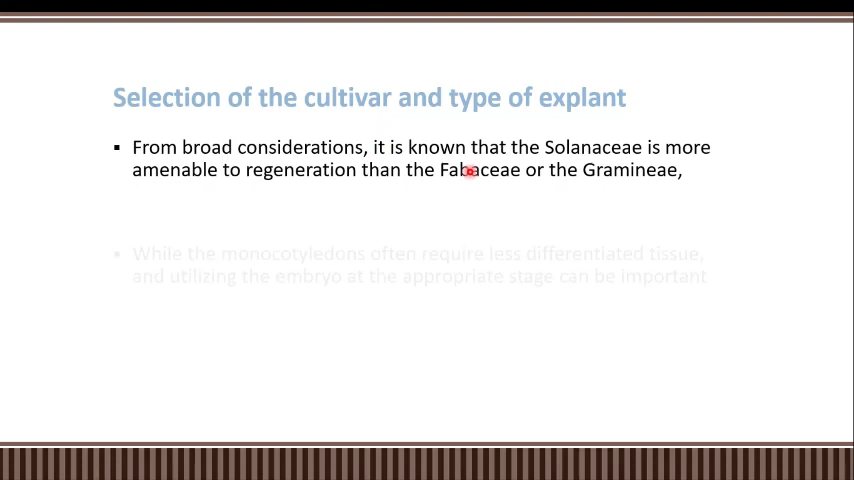 Selection of the cultivar and type of explant
▪ From broad considerations, it is known that the Solanaceae is more
amenable to regeneration than the Fabaceae or the Gramineae,
▪ While the monocotyledons often require less differentiated tissue,
and utilizing the embryo at the appropriate stage can be important